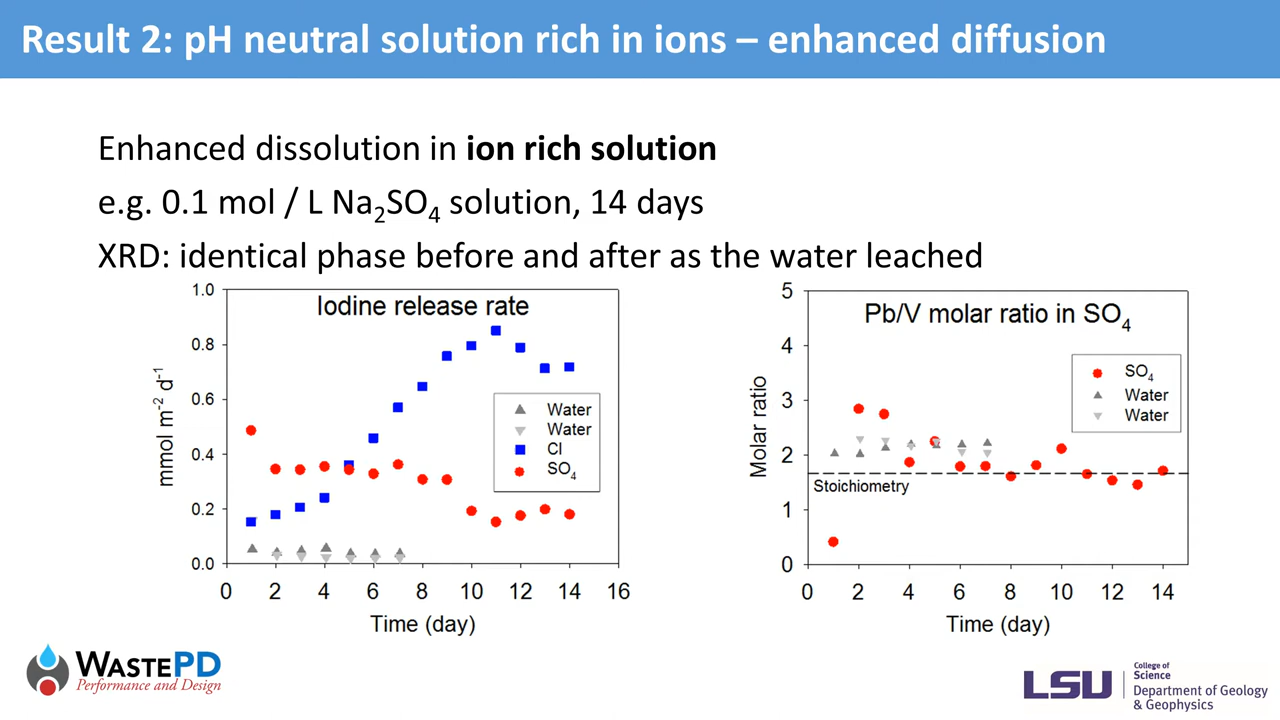 Result 2: pH neutral solution rich in ions – enhanced diffusion
Enhanced dissolution in ion rich solution
e.g. 0.1 mol / L Na₂SO₄ solution, 14 days
XRD: identical phase before and after as the water leached
Iodine release rate
1.0
0.8
0.6
0.4
0.2
0.0
mmol m⁻² d⁻¹
Water
Water
Cl
SO₄
0 2 4 6 8 10 12 14 16
Time (day)
Pb/V molar ratio in SO₄
5
4
3
2
1
0
Molar ratio
SO₄
Water
Water
Stoichiometry
0 2 4 6 8 10 12 14
Time (day)
WastePD
Performance and Design
LSU
College of
Science
Department of Geology
& Geophysics